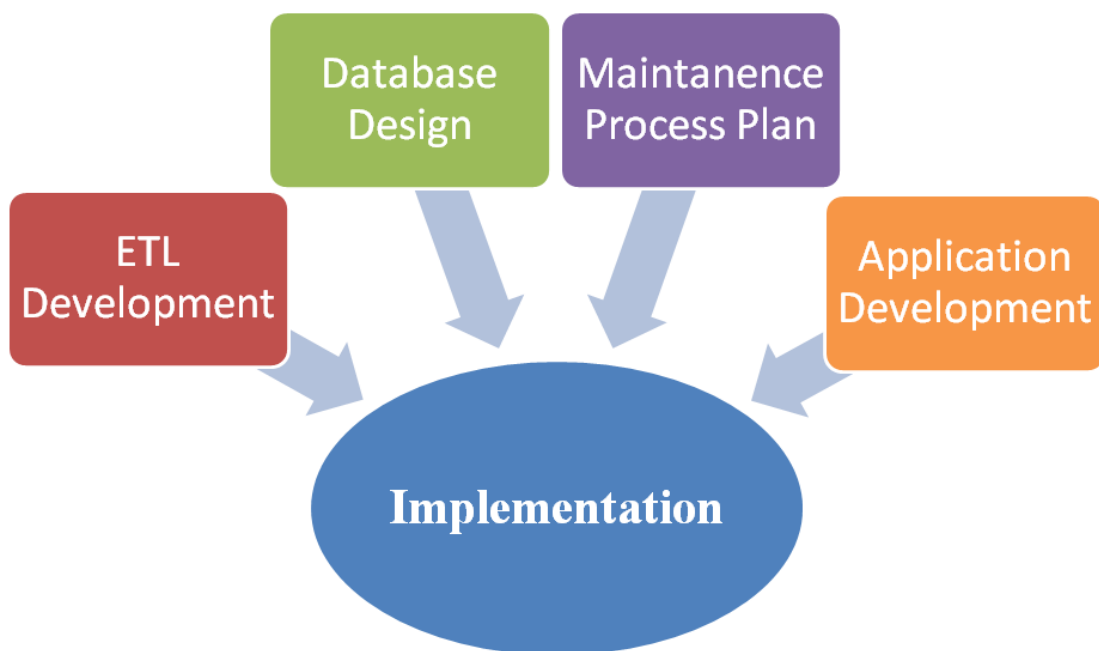 Database
Design
Maintanence
Process Plan
ETL
Development
Application
Development
Implementation